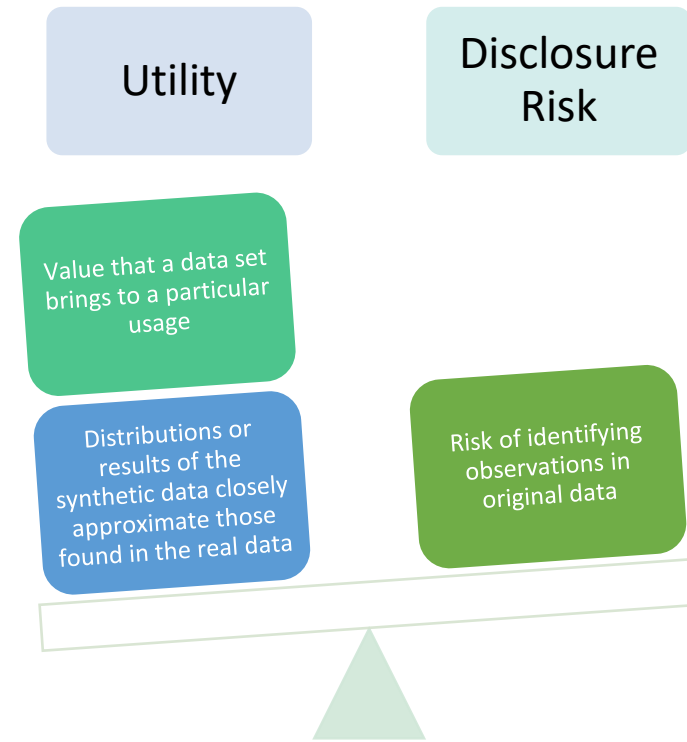 Utility
Disclosure
Risk
Value that a data set
brings to a particular
usage
Distributions or
results of the
synthetic data closely
approximate those
found in the real data
Risk of identifying
observations in
original data